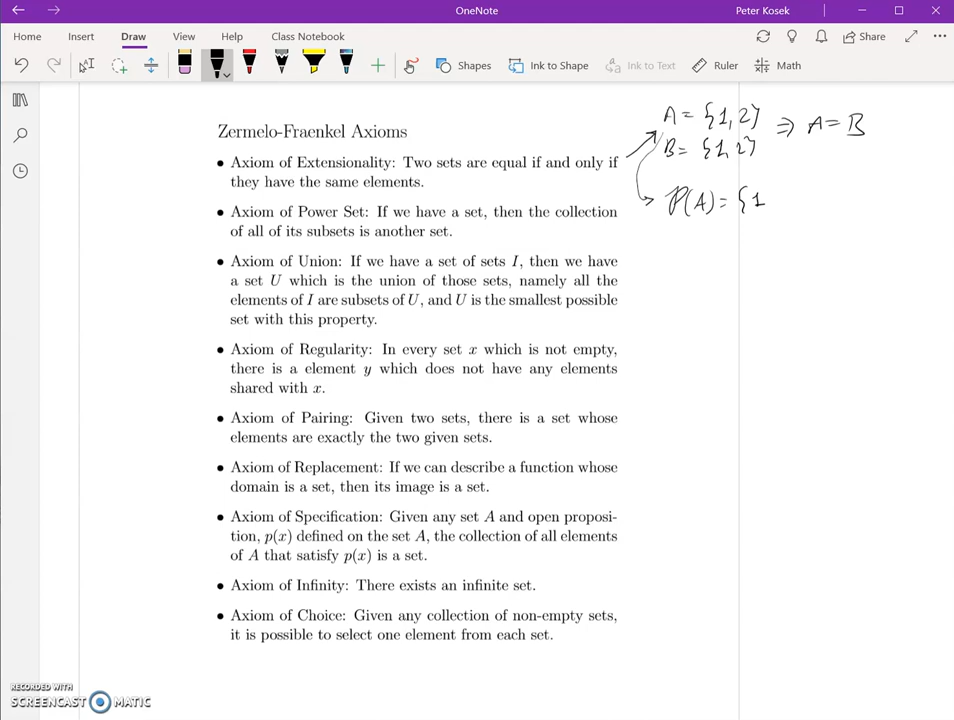 OneNote
Peter Kosek
Home Insert Draw View Help Class Notebook
Share
Shapes Ink to Shape Ink to Text Ruler Math
Zermelo-Fraenkel Axioms
• Axiom of Extensionality: Two sets are equal if and only if
they have the same elements.
• Axiom of Power Set: If we have a set, then the collection
of all of its subsets is another set.
• Axiom of Union: If we have a set of sets I, then we have
a set U which is the union of those sets, namely all the
elements of I are subsets of U, and U is the smallest possible
set with this property.
• Axiom of Regularity: In every set x which is not empty,
there is a element y which does not have any elements
shared with x.
• Axiom of Pairing: Given two sets, there is a set whose
elements are exactly the two given sets.
• Axiom of Replacement: If we can describe a function whose
domain is a set, then its image is a set.
• Axiom of Specification: Given any set A and open proposi-
tion, p(x) defined on the set A, the collection of all elements
of A that satisfy p(x) is a set.
• Axiom of Infinity: There exists an infinite set.
• Axiom of Choice: Given any collection of non-empty sets,
it is possible to select one element from each set.
A = {1, 2}
B = {1, 2}
⇒ A = B
P(A) = {1
RECORDED WITH
SCREENCAST MATIC